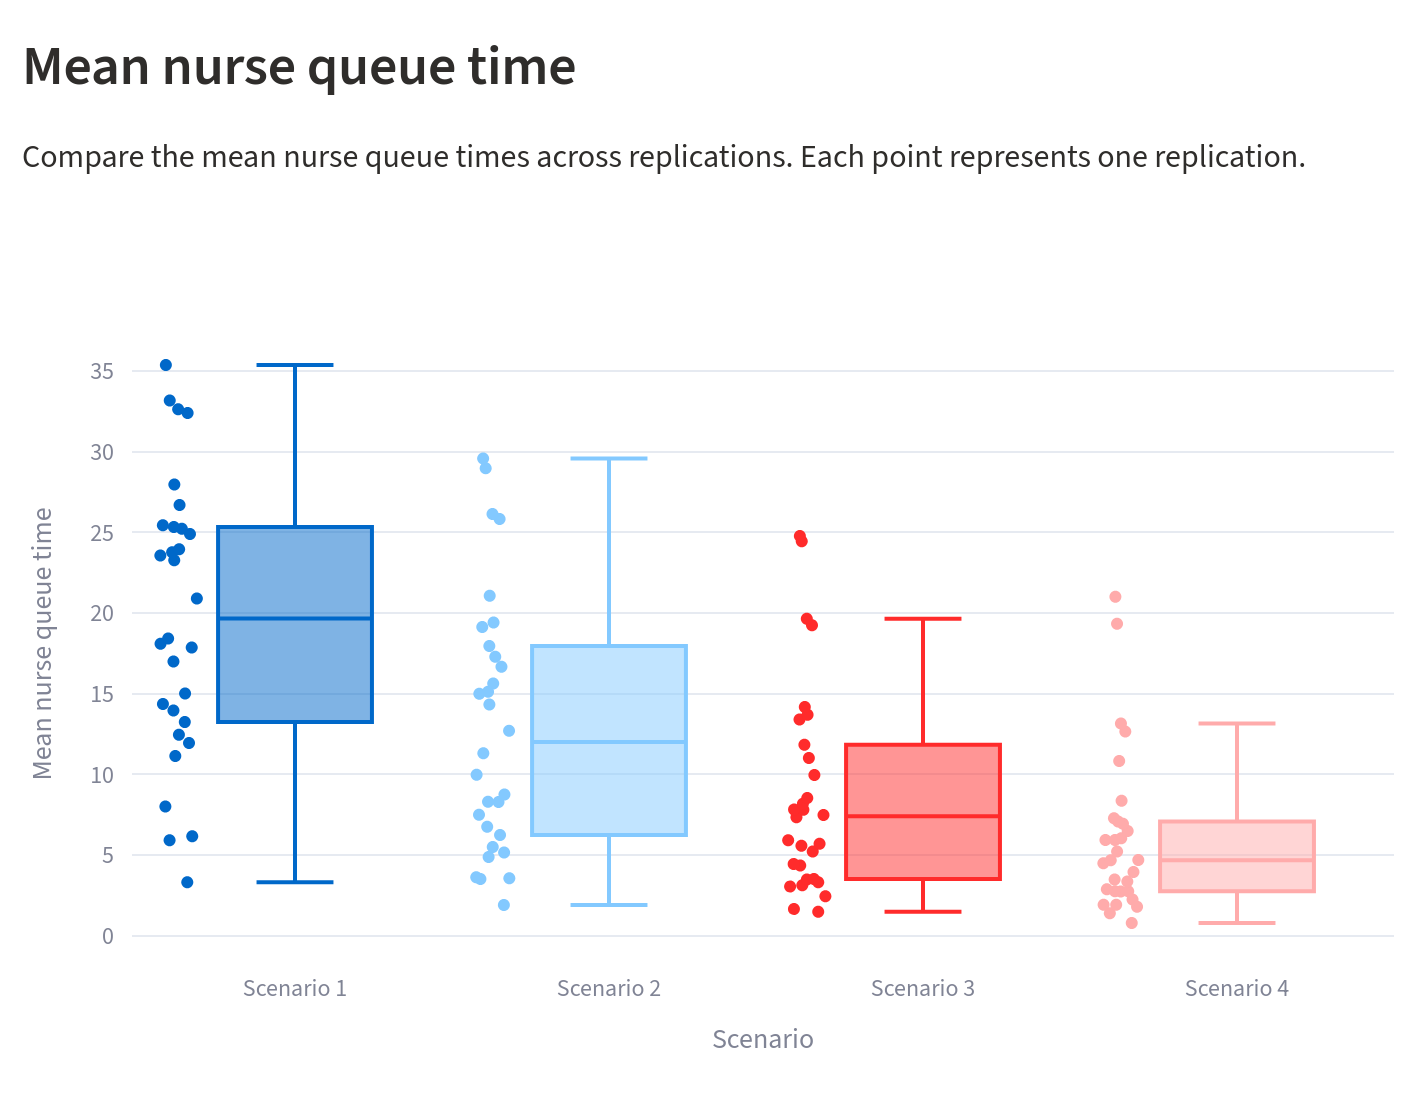 Mean nurse queue time
Compare the mean nurse queue times across replications. Each point represents one replication.
35
30
25
20
15
10
5
0
Mean nurse queue time
Scenario 1
Scenario 2
Scenario 3
Scenario 4
Scenario